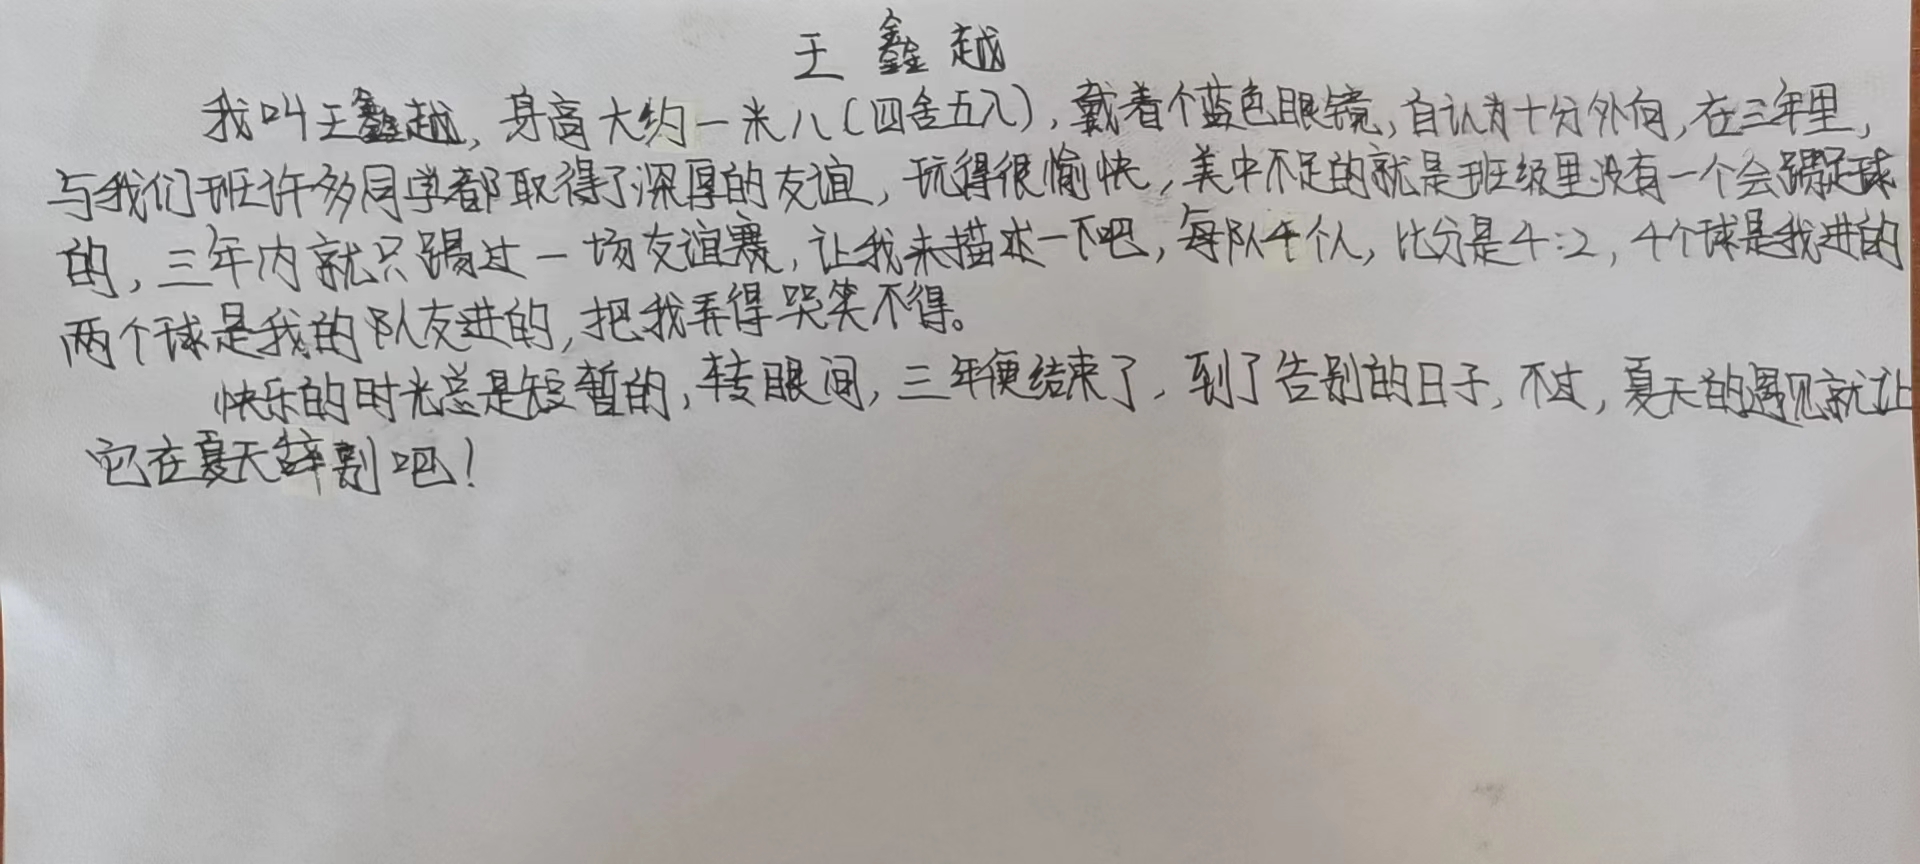 王鑫越
我叫王鑫越，身高大约一米八（四舍五入），戴着个蓝色眼镜，自认为十分外向，在三年里，
与我们班许多同学都取得了深厚的友谊，玩得很愉快，美中不足的就是班级里没有一个会踢足球
的，三年内就只踢过一场友谊赛，让我来描述一下吧，每队4个人，比分是4:2，4个球是我进的
两个球是我的队友进的，把我弄得哭笑不得。
快乐的时光总是短暂的，转眼间，三年便结束了，到了告别的日子，不过，夏天的遇见就让
它在夏天辞别吧！